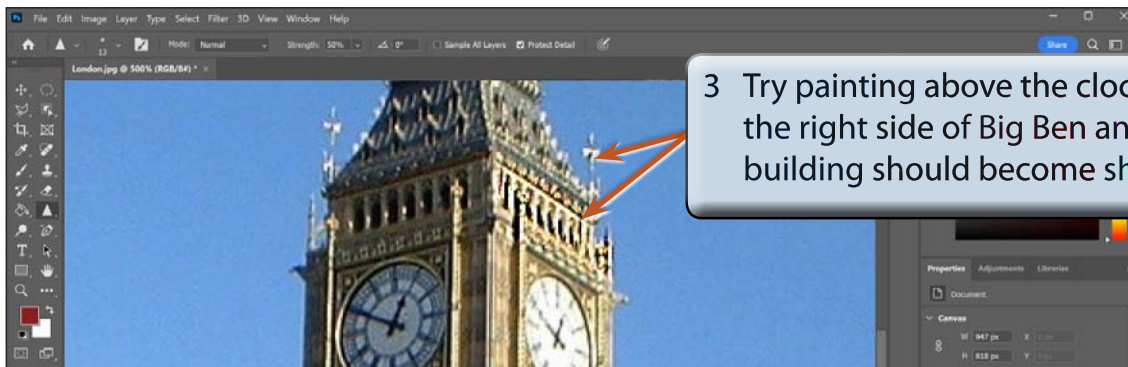 Ps File Edit Image Layer Type Select Filter 3D View Window Help
13 Mode: Normal Strength: 50% 0° Sample All Layers Protect Detail Share
London.jpg @ 500% (RGB/8#) * ×
3 Try painting above the cloc
the right side of Big Ben an
building should become sh
Properties Adjustments Libraries
Document
Canvas
W 947 px X
H 818 px Y